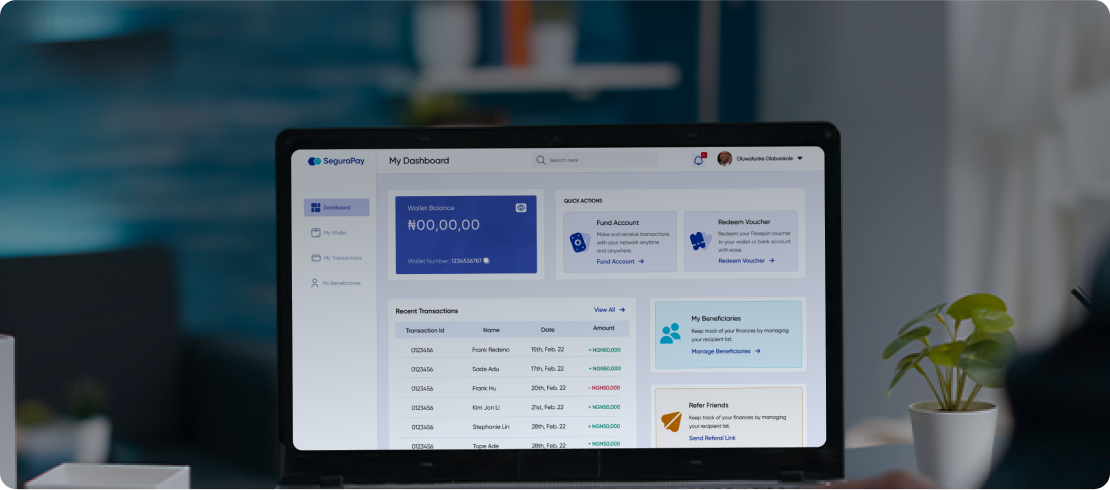 SeguraPay
My Dashboard
Search here
Oluwafunke Olabankole
Dashboard
My Wallet
My Transactions
My Beneficiaries
Wallet Balance
₦00,00,00
Wallet Number: 1234536787
QUICK ACTIONS
Fund Account
Make and receive transactions
with your network anytime
and anywhere.
Fund Account →
Redeem Voucher
Redeem your Flexepin voucher
to your wallet or bank account
with ease.
Redeem Voucher →
Recent Transactions
View All →
Transaction Id Name Date Amount
0123456 Frank Redeno 15th, Feb. 22 + NGN50,000
0123456 Sade Adu 17th, Feb. 22 + NGN50,000
0123456 Frank Hu 20th, Feb. 22 - NGN50,000
0123456 Kim Jon Li 21st, Feb. 22 + NGN50,000
0123456 Stephanie Lin 28th, Feb. 22 + NGN50,000
0123456 Tope Ade 28th, Feb. 22 + NGN50,000
My Beneficiaries
Keep track of your finances by managing
your recipient list.
Manage Beneficiaries →
Refer Friends
Keep track of your finances by managing
your recipient list.
Send Referal Link